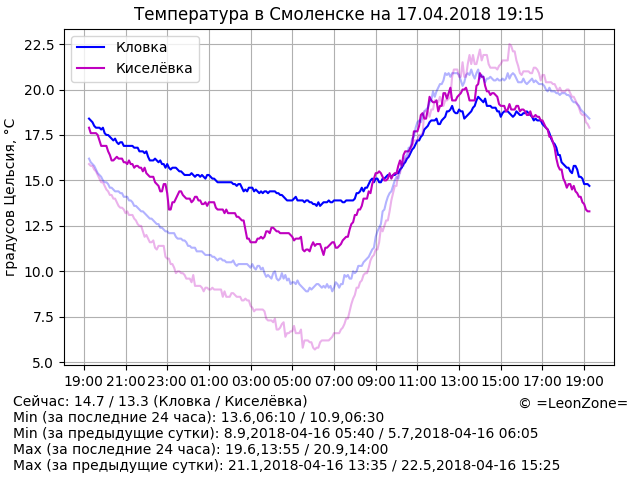 Температура в Смоленске на 17.04.2018 19:15
градусов Цельсия, °C
22.5
20.0
17.5
15.0
12.5
10.0
7.5
5.0
Кловка
Киселёвка
19:00 21:00 23:00 01:00 03:00 05:00 07:00 09:00 11:00 13:00 15:00 17:00 19:00
Сейчас: 14.7 / 13.3 (Кловка / Киселёвка)
© =LeonZone=
Min (за последние 24 часа): 13.6,06:10 / 10.9,06:30
Min (за предыдущие сутки): 8.9,2018-04-16 05:40 / 5.7,2018-04-16 06:05
Max (за последние 24 часа): 19.6,13:55 / 20.9,14:00
Max (за предыдущие сутки): 21.1,2018-04-16 13:35 / 22.5,2018-04-16 15:25